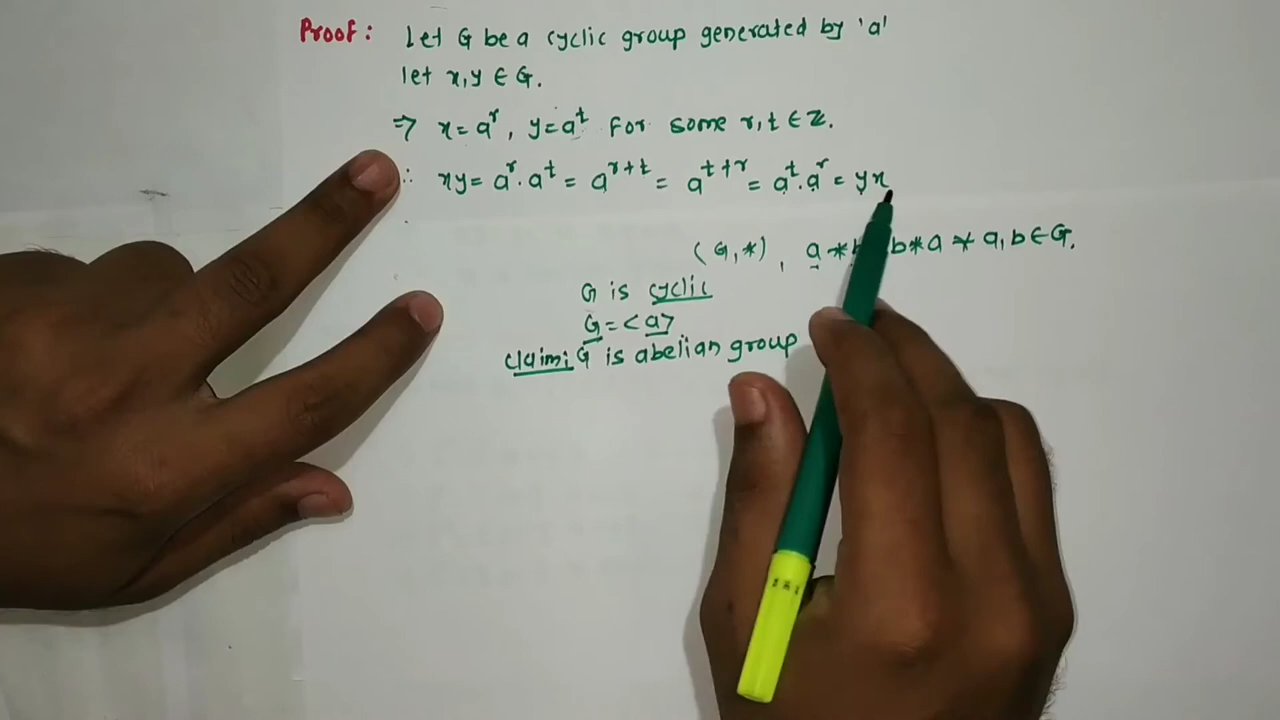 Proof: Let G be a cyclic group generated by 'a'
let x,y ∈ G.
⇒ x = a^r, y = a^t for some r,t ∈ Z.
∴ xy = a^r . a^t = a^{r+t} = a^{t+r} = a^t . a^r = yx
(G,*), a * b*a ∀ a,b ∈ G.
G is cyclic
G = <a>
Claim: G is abelian group